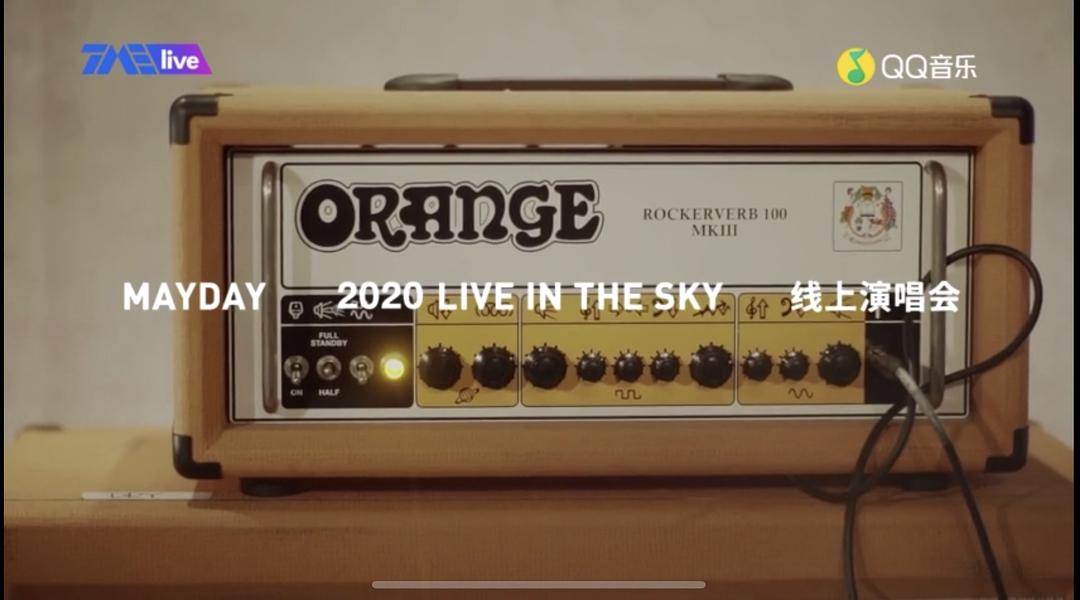 TME live
QQ音乐
ORANGE
ROCKERVERB 100
MKIII
MAYDAY 2020 LIVE IN THE SKY 线上演唱会
FULL
STANDBY
ON HALF